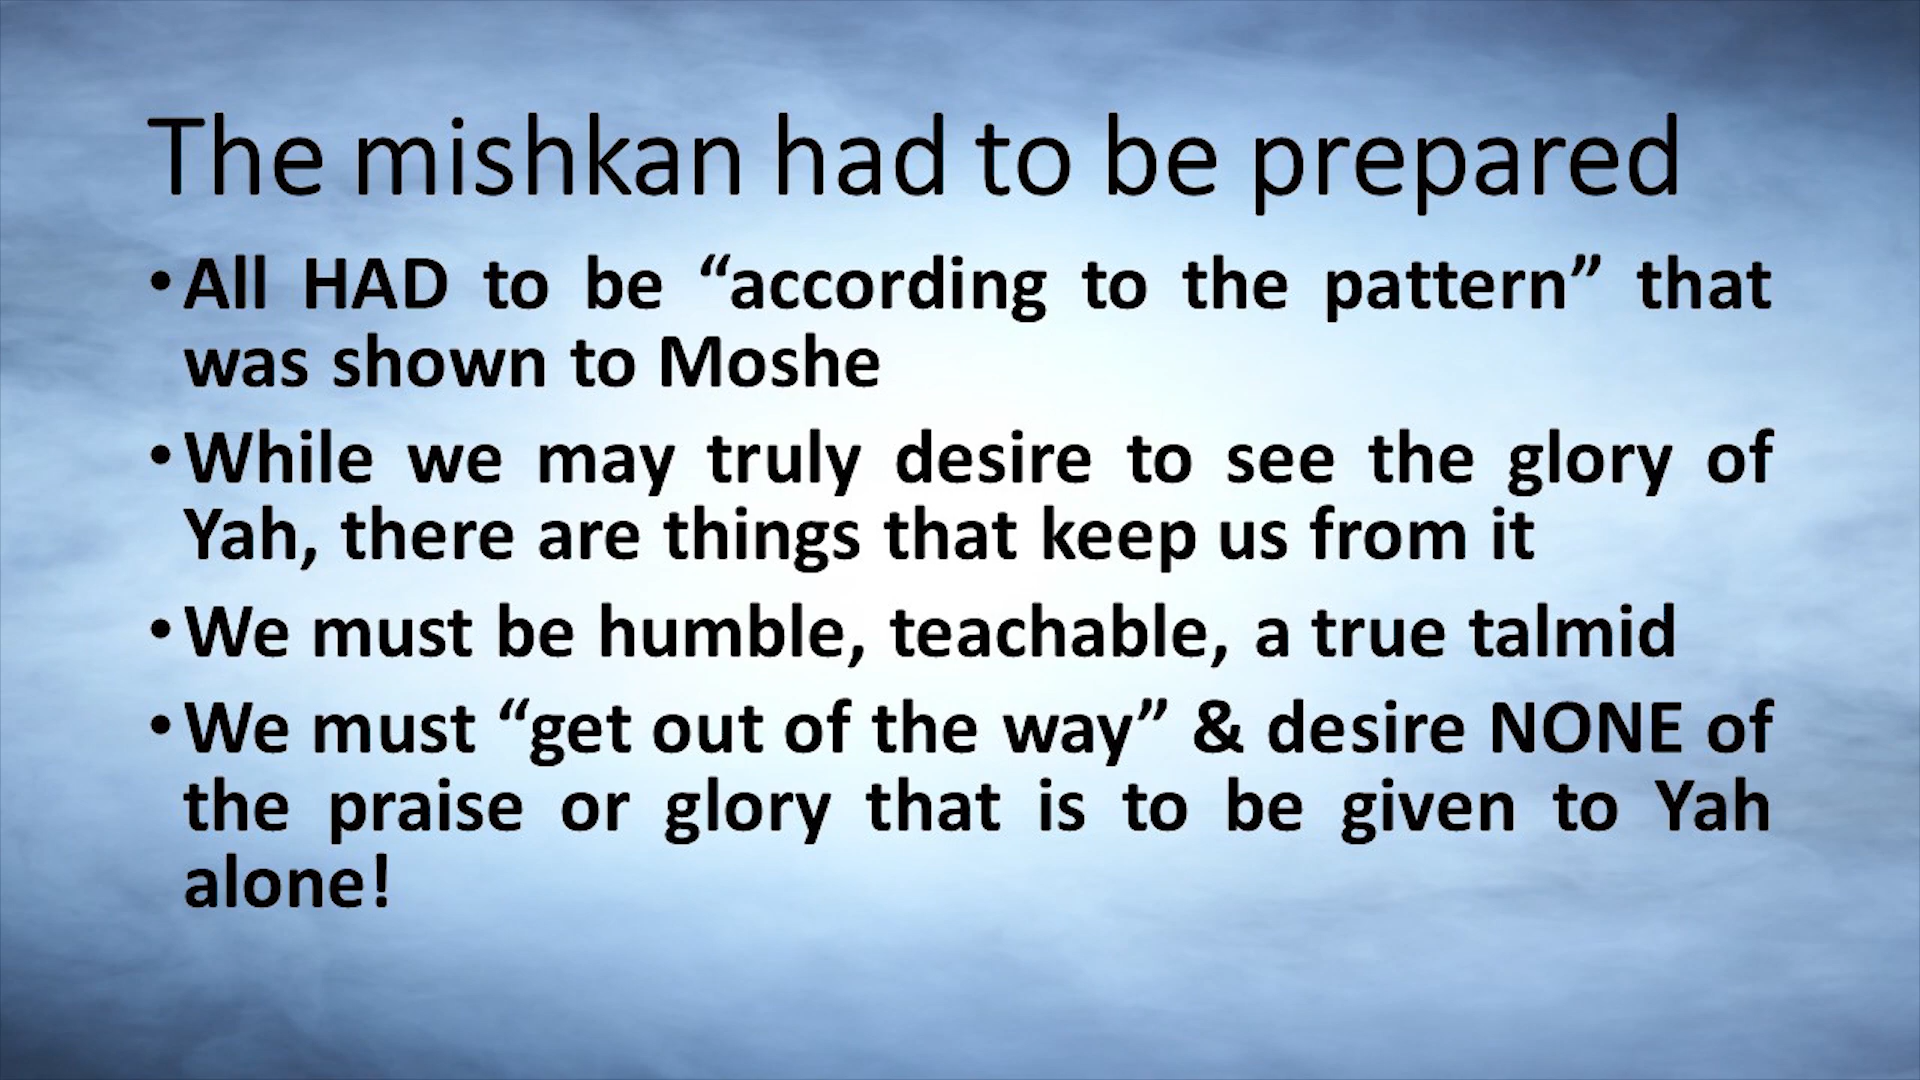 The mishkan had to be prepared
•All HAD to be “according to the pattern” that
was shown to Moshe
•While we may truly desire to see the glory of
Yah, there are things that keep us from it
•We must be humble, teachable, a true talmid
•We must “get out of the way” & desire NONE of
the praise or glory that is to be given to Yah
alone!